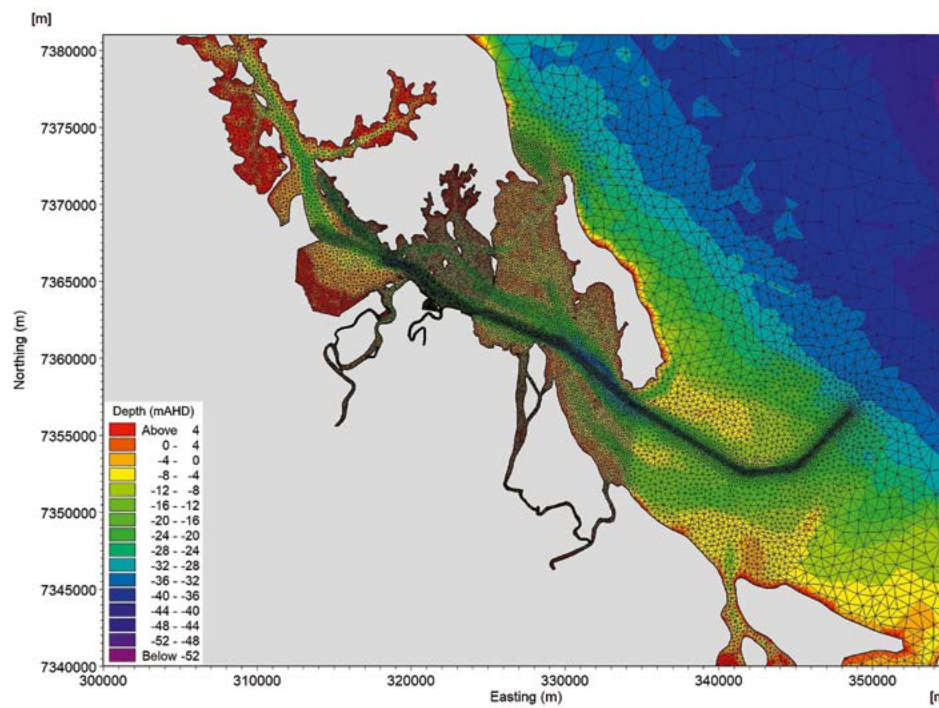 [m]
7380000
7375000
7370000
7365000
7360000
7355000
7350000
7345000
7340000
Northing (m)
Depth (mAHD)
Above 4
0 - 4
-4 - 0
-8 - -4
-12 - -8
-16 - -12
-20 - -16
-24 - -20
-28 - -24
-32 - -28
-36 - -32
-40 - -36
-44 - -40
-48 - -44
-52 - -48
Below -52
300000 310000 320000 330000 340000 350000
Easting (m)
[m